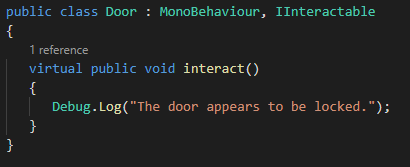 public class Door : MonoBehaviour, IInteractable
{
1 reference
virtual public void interact()
{
Debug.Log("The door appears to be locked.");
}
}